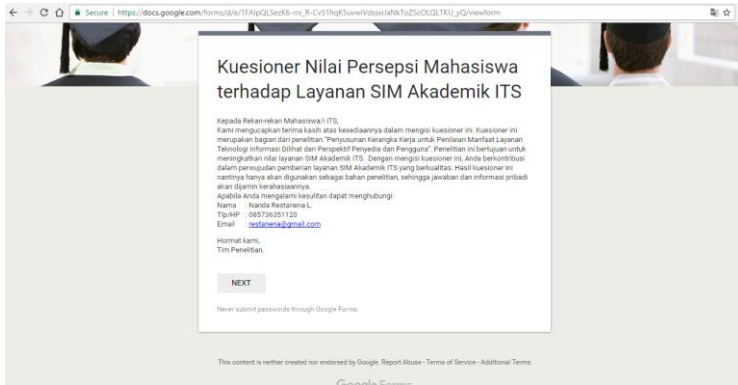 Secure | https://docs.google.com/forms/d/e/
Kuesioner Nilai Persepsi Mahasiswa
terhadap Layanan SIM Akademik ITS
Kepada Rekan-rekan Mahasiswa/i ITS,
Kami mengucapkan terima kasih atas kesediaannya dalam mengisi kuesioner ini. Kuesioner ini
merupakan bagian dari penelitian "Penyusunan Kerangka Kerja untuk Penilaian Manfaat Layanan
Teknologi Informasi Dilihat dari Perspektif Penyedia dan Pengguna". Penelitian ini bertujuan untuk
meningkatkan nilai layanan SIM Akademik ITS. Dengan mengisi kuesioner ini, Anda berkontribusi
dalam perwujudan pemberian layanan SIM Akademik ITS yang berkualitas. Hasil kuesioner ini
nantinya hanya akan digunakan sebagai bahan penelitian, sehingga jawaban dan informasi pribadi
akan dijamin kerahasiaannya.
Apabila Anda mengalami kesulitan dapat menghubungi:
Nama : Nanda Restanena L.
Tlp/HP : 085736351120
Email : restanena@gmail.com
Hormat kami,
Tim Penelitian.
NEXT
Never submit passwords through Google Forms.
This content is neither created nor endorsed by Google. Report Abuse - Terms of Service - Additional Terms
Google Forms